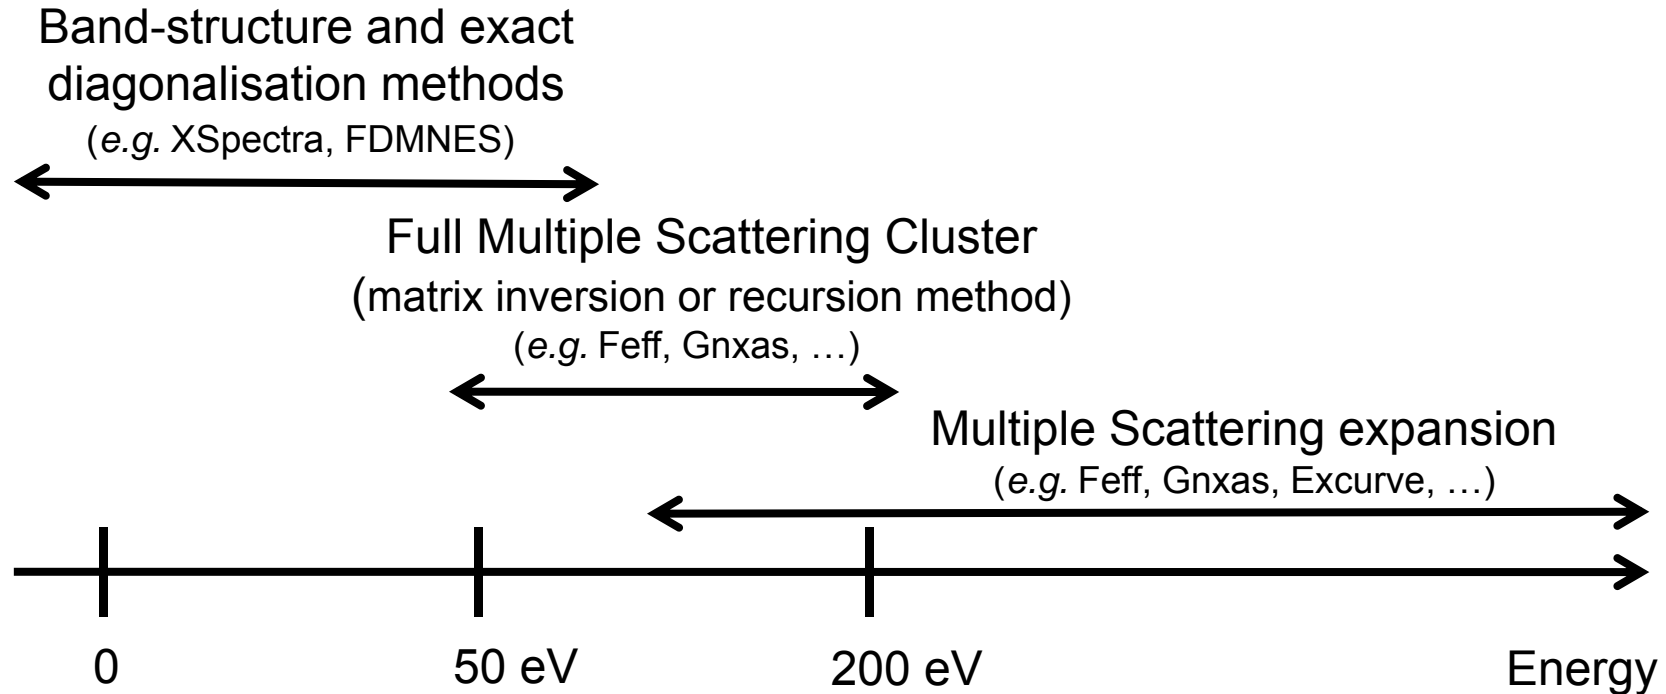 Band-structure and exact
diagonalisation methods
(e.g. XSpectra, FDMNES)
Full Multiple Scattering Cluster
(matrix inversion or recursion method)
(e.g. Feff, Gnxas, …)
Multiple Scattering expansion
(e.g. Feff, Gnxas, Excurve, …)
0
50 eV
200 eV
Energy